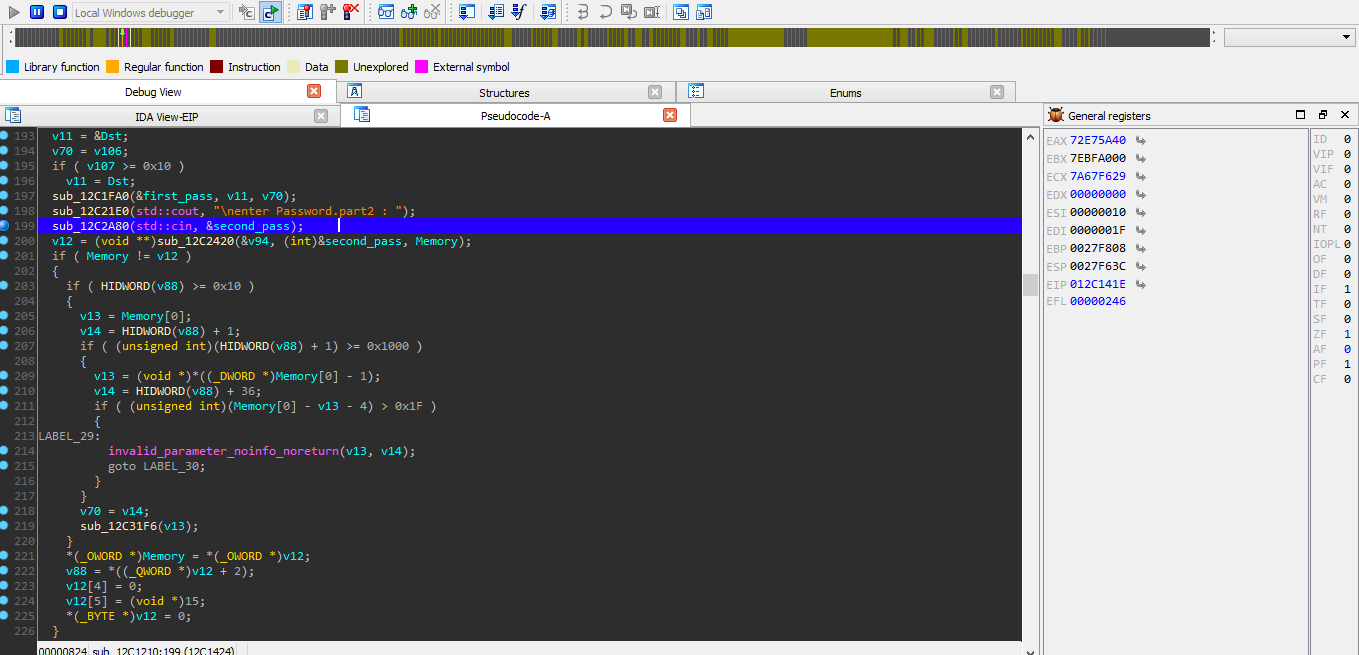 Local Windows debugger
Library function Regular function Instruction Data Unexplored External symbol
Debug View Structures Enums
IDA View-EIP Pseudocode-A General registers
193 v11 = &Dst;
194 v70 = v106;
195 if ( v107 >= 0x10 )
196 v11 = Dst;
197 sub_12C1FA0(&first_pass, v11, v70);
198 sub_12C21E0(std::cout, "\nenter Password.part2 : ");
199 sub_12C2A80(std::cin, &second_pass);
200 v12 = (void **)sub_12C2420(&v94, (int)&second_pass, Memory);
201 if ( Memory != v12 )
202 {
203 if ( HIDWORD(v88) >= 0x10 )
204 {
205 v13 = Memory[0];
206 v14 = HIDWORD(v88) + 1;
207 if ( (unsigned int)(HIDWORD(v88) + 1) >= 0x1000 )
208 {
209 v13 = (void *)*((_DWORD *)Memory[0] - 1);
210 v14 = HIDWORD(v88) + 36;
211 if ( (unsigned int)(Memory[0] - v13 - 4) > 0x1F )
212 {
213 LABEL_29:
214 invalid_parameter_noinfo_noreturn(v13, v14);
215 goto LABEL_30;
216 }
217 }
218 v70 = v14;
219 sub_12C31F6(v13);
220 }
221 *(_OWORD *)Memory = *(_OWORD *)v12;
222 v88 = *((_QWORD *)v12 + 2);
223 v12[4] = 0;
224 v12[5] = (void *)15;
225 *(_BYTE *)v12 = 0;
226 }
00000824 sub_12C1210:199 (12C1424)
EAX 72E75A40
EBX 7EBFA000
ECX 7A67F629
EDX 00000000
ESI 00000010
EDI 0000001F
EBP 0027F808
ESP 0027F63C
EIP 012C141E
EFL 00000246
ID 0
VIP 0
VIF 0
AC 0
VM 0
RF 0
NT 0
IOPL 0
OF 0
DF 0
IF 1
TF 0
SF 0
ZF 1
AF 0
PF 1
CF 0